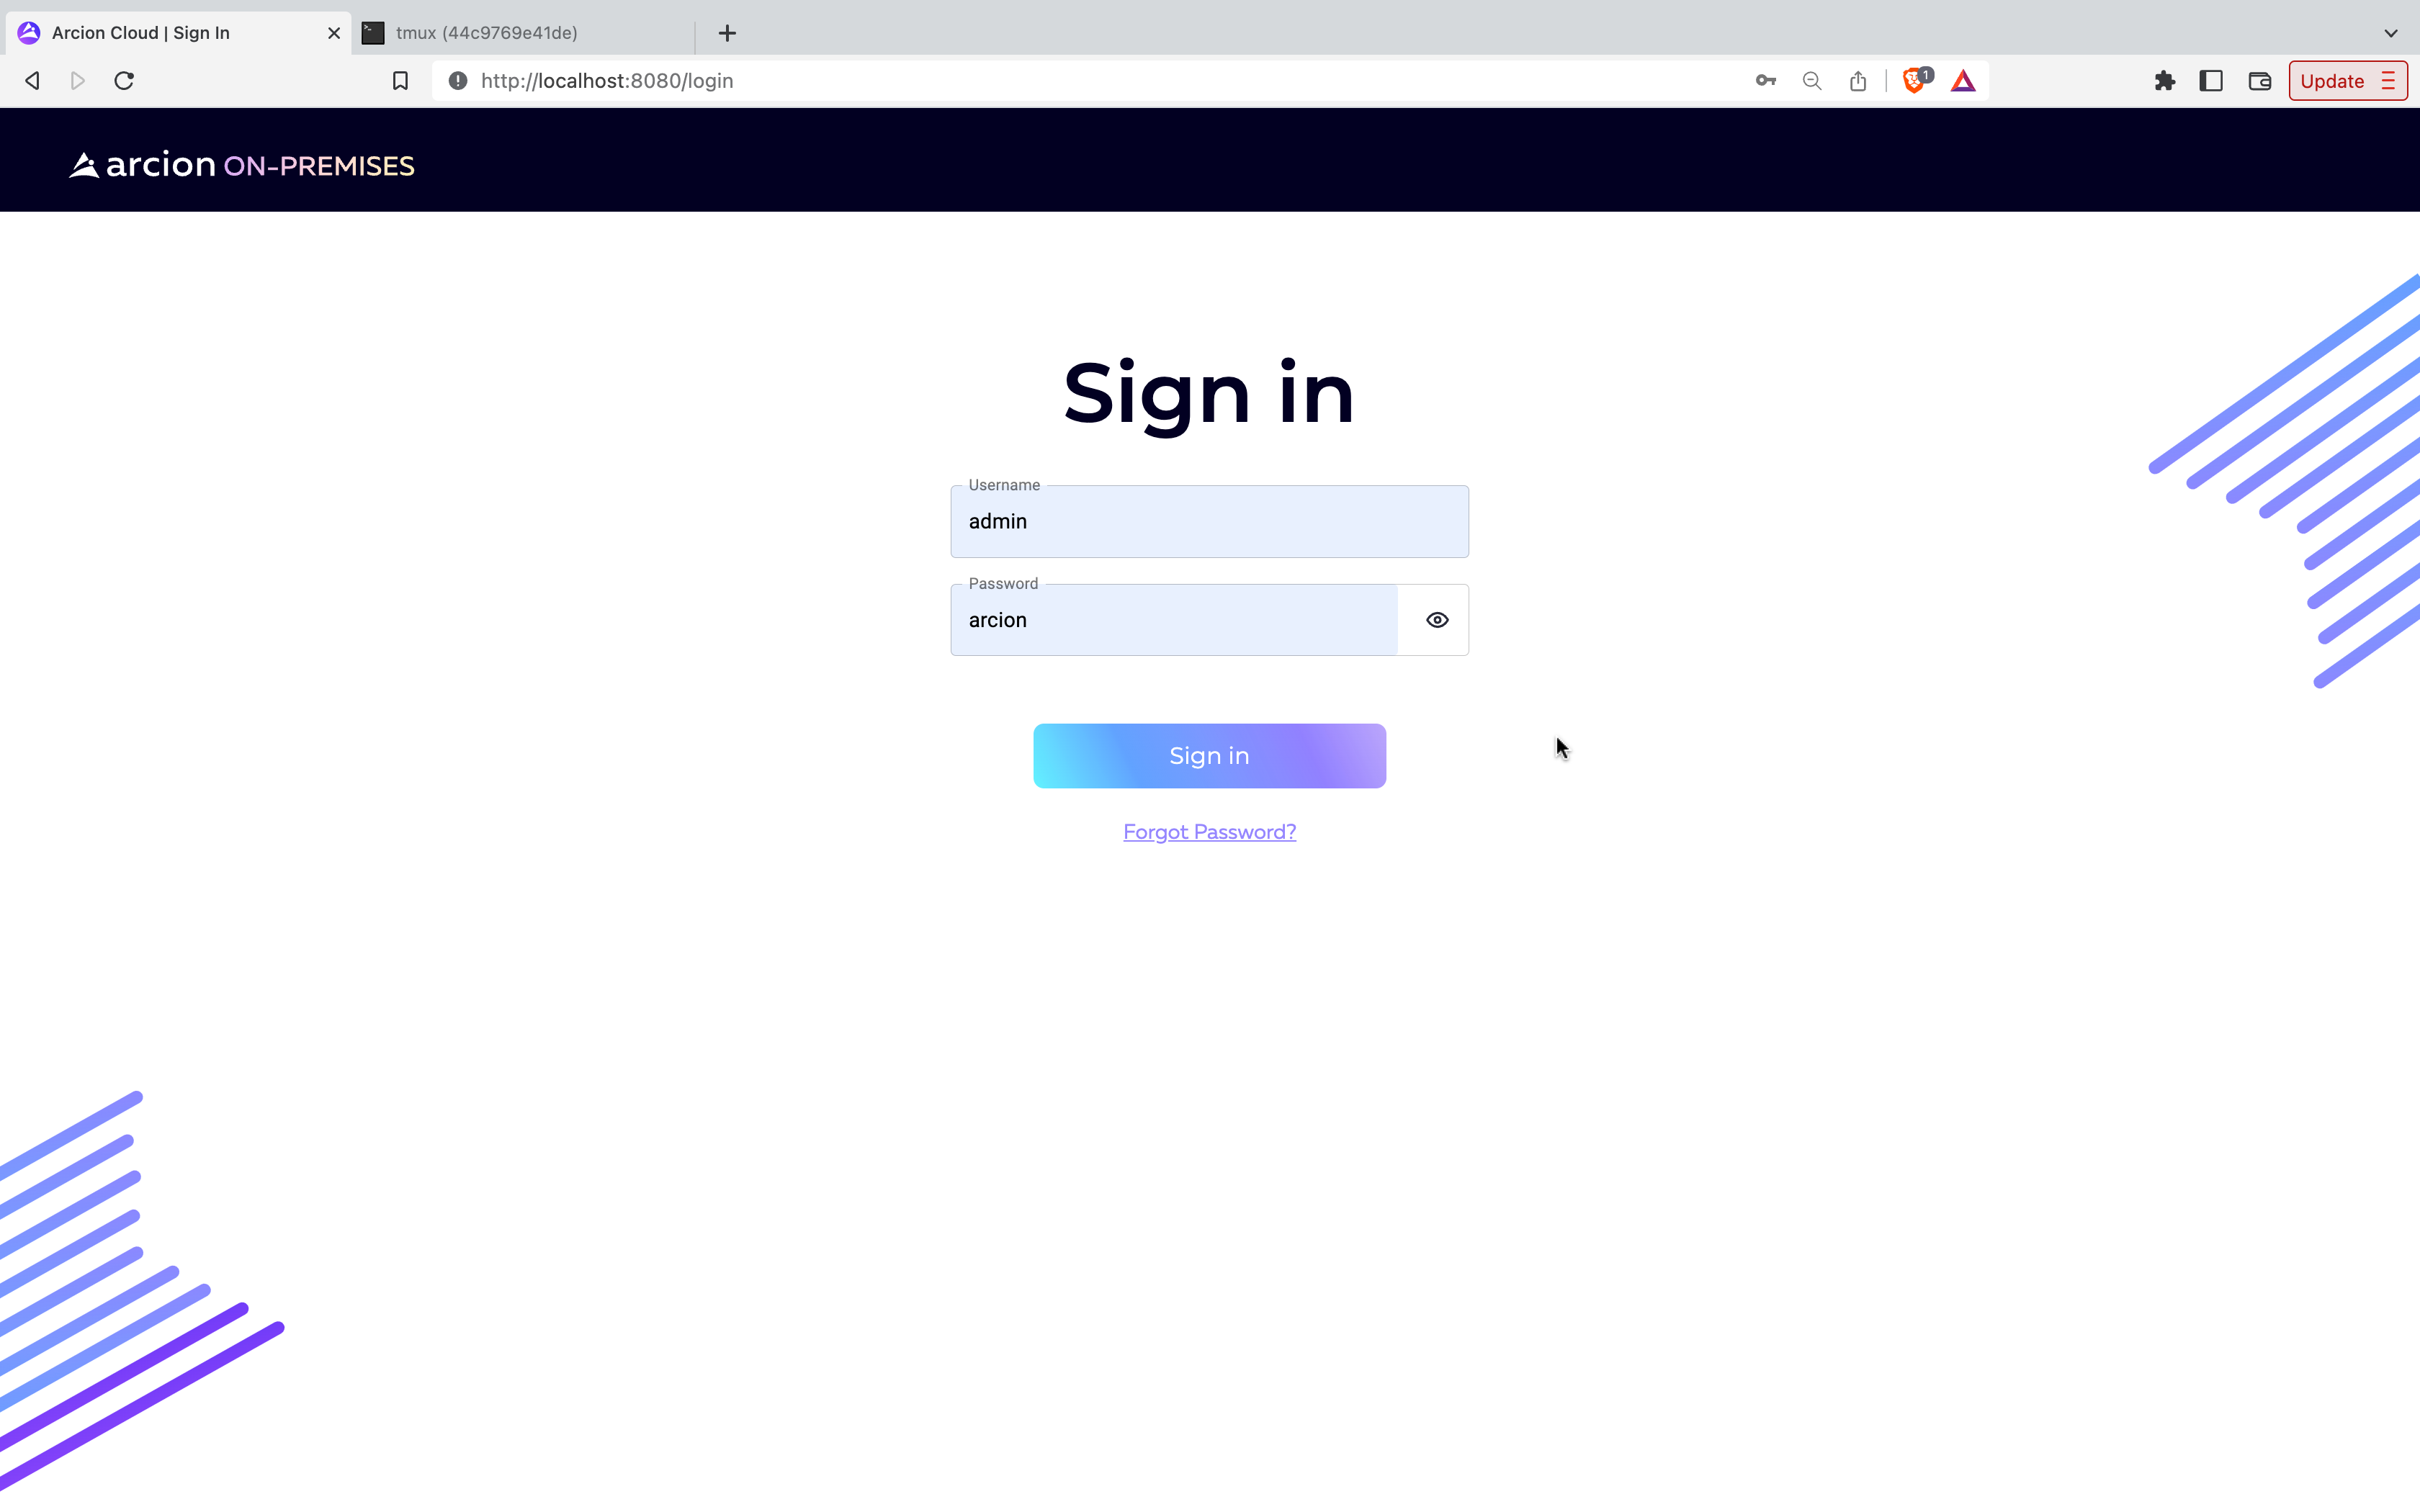 Arcion Cloud | Sign In
tmux (44c9769e41de)
http://localhost:8080/login
1
Update
arcion ON-PREMISES
Sign in
Username
admin
Password
arcion
Sign in
Forgot Password?